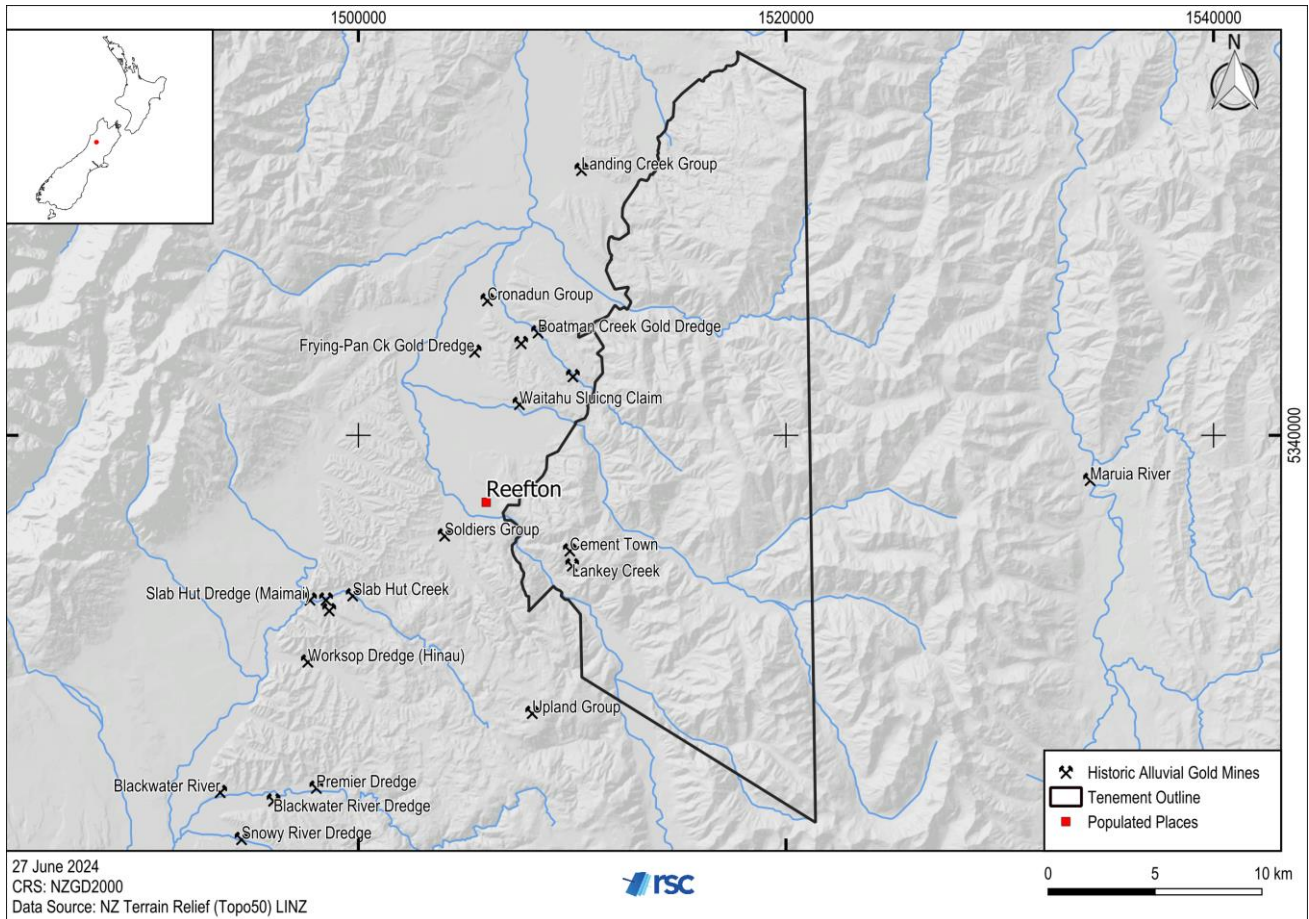 1500000
1520000
1540000
N
Landing Creek Group
Cronadun Group
Boatman Creek Gold Dredge
Frying-Pan Ck Gold Dredge
Waitahu Sluicng Claim
5340000
Maruia River
Reefton
Soldiers Group
Cement Town
Lankey Creek
Slab Hut Dredge (Maimai)
Slab Hut Creek
Worksop Dredge (Hinau)
Upland Group
Blackwater River
Premier Dredge
Blackwater River Dredge
Snowy River Dredge
Historic Alluvial Gold Mines
Tenement Outline
Populated Places
27 June 2024
CRS: NZGD2000
Data Source: NZ Terrain Relief (Topo50) LINZ
rsc
0 5 10 km